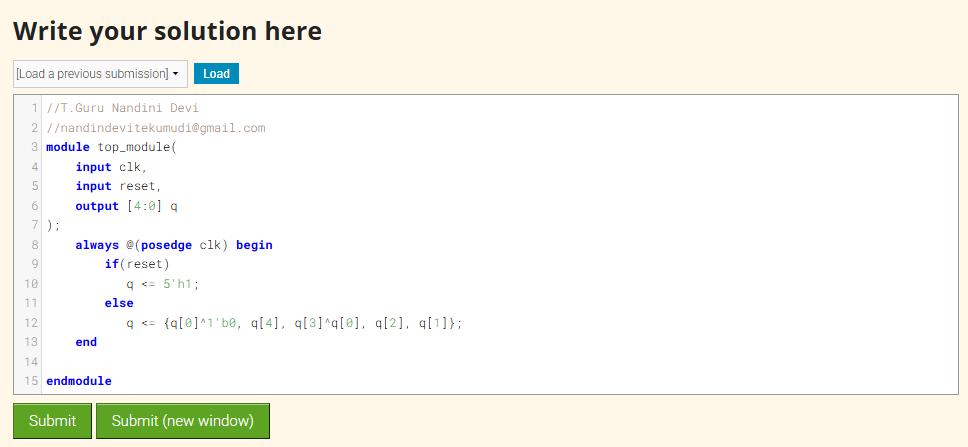 Write your solution here
[Load a previous submission]
Load
1 //T.Guru Nandini Devi
2 //nandindevitekumudi@gmail.com
3 module top_module(
4     input clk,
5     input reset,
6     output [4:0] q
7 );
8     always @(posedge clk) begin
9         if(reset)
10            q <= 5'h1;
11        else
12            q <= {q[0]^1'b0, q[4], q[3]^q[0], q[2], q[1]};
13    end
14
15 endmodule
Submit
Submit (new window)